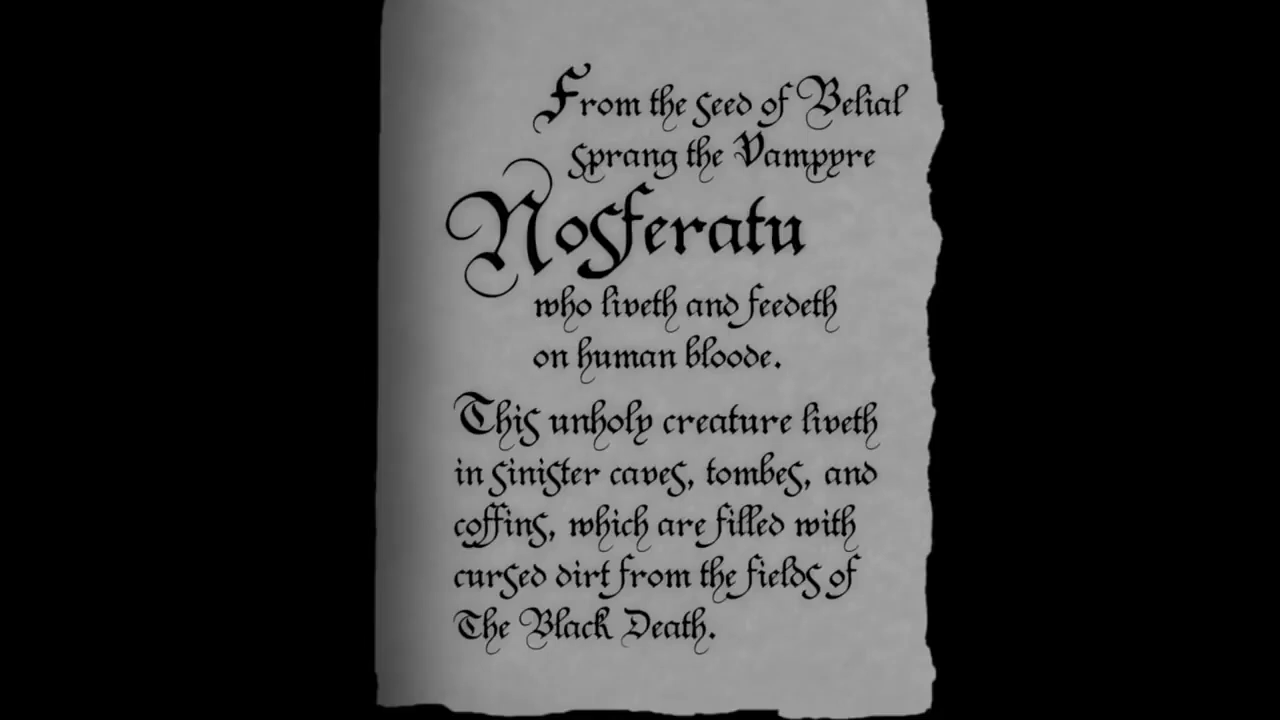 From the seed of Belial
sprang the Vampyre
Nosferatu
who liveth and feedeth
on human bloode.
This unholy creature liveth
in sinister caves, tombes, and
coffins, which are filled with
cursed dirt from the fields of
The Black Death.